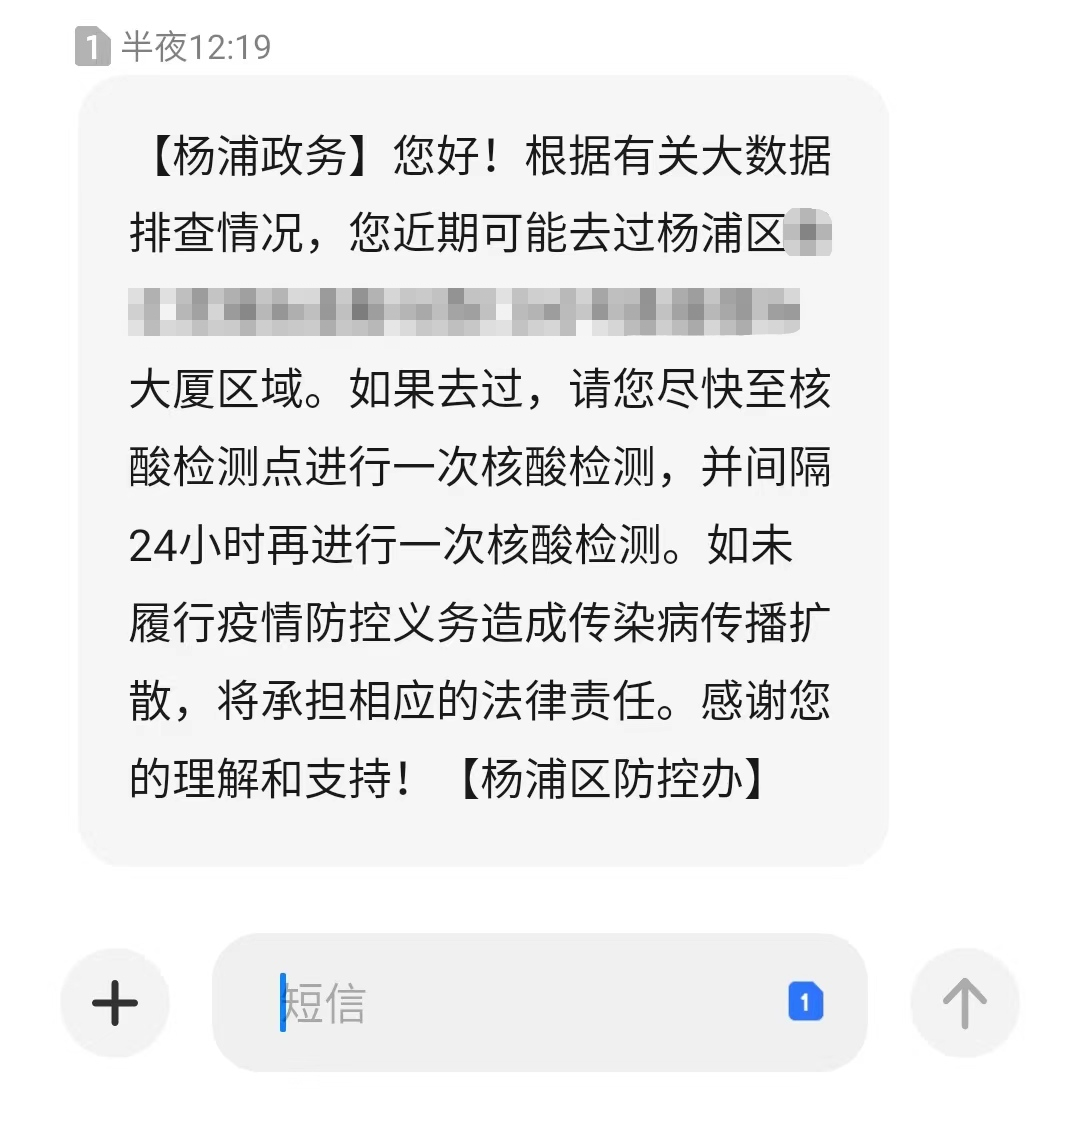 1 半夜12:19
【杨浦政务】您好！根据有关大数据
排查情况，您近期可能去过杨浦区
大厦区域。如果去过，请您尽快至核
酸检测点进行一次核酸检测，并间隔
24小时再进行一次核酸检测。如未
履行疫情防控义务造成传染病传播扩
散，将承担相应的法律责任。感谢您
的理解和支持！【杨浦区防控办】
短信 1